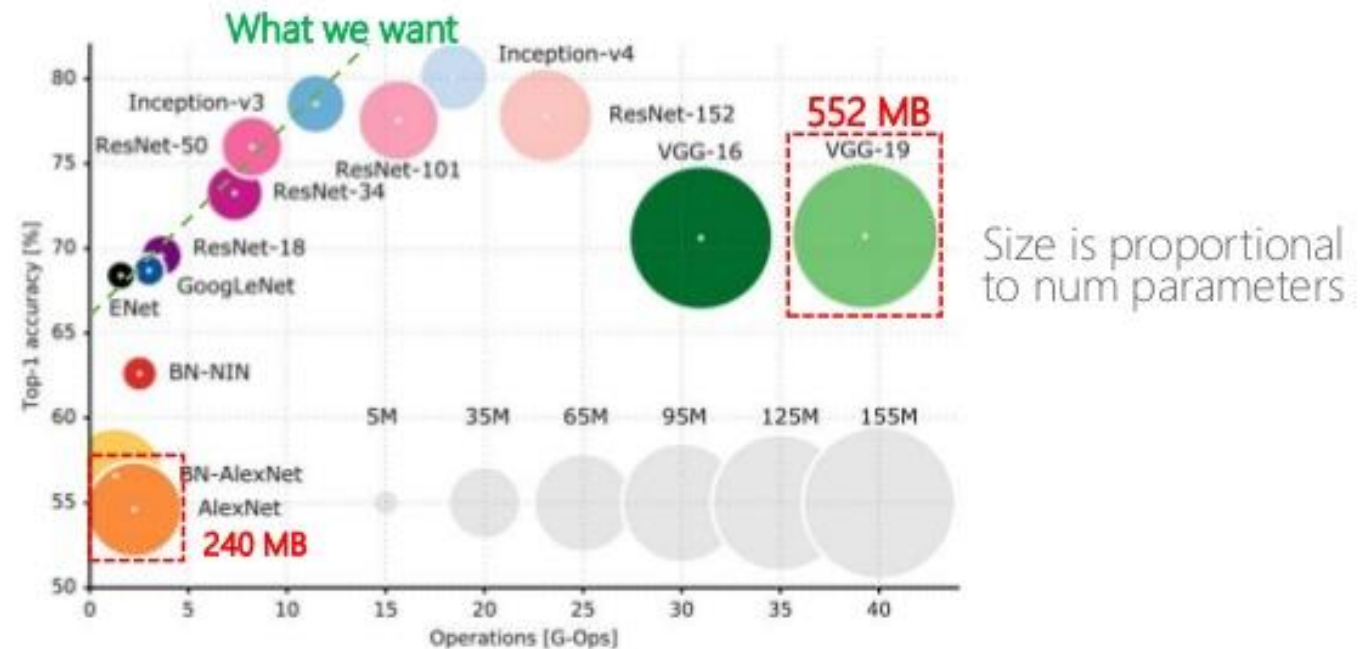 What we want
Inception-v4
80
Inception-v3
ResNet-152
552 MB
ResNet-50
VGG-16
VGG-19
75
ResNet-101
ResNet-34
Size is proportional
to num parameters
70
ResNet-18
GoogLeNet
ENet
65
Top-1 accuracy [%]
BN-NIN
60
5M
35M
65M
95M
125M
155M
BN-AlexNet
55
AlexNet
240 MB
50
0
5
10
15
20
25
30
35
40
Operations [G-Ops]